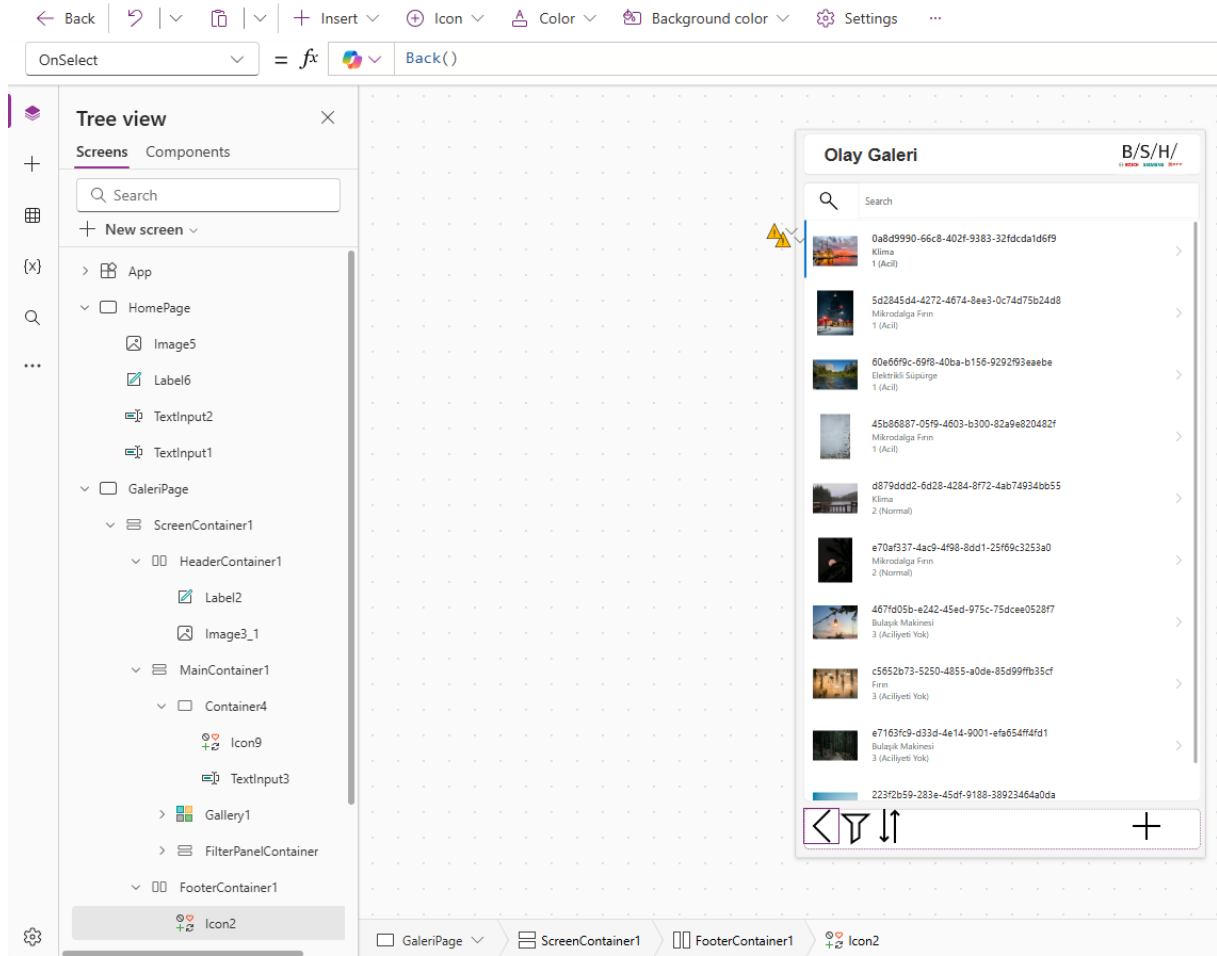 Back
Insert
Icon
Color
Background color
Settings
OnSelect
= fx
Back()
Tree view
Screens Components
Search
New screen
App
HomePage
Image5
Label6
TextInput2
TextInput1
GaleriPage
ScreenContainer1
HeaderContainer1
Label2
Image3_1
MainContainer1
Container4
Icon9
TextInput3
Gallery1
FilterPanelContainer
FooterContainer1
Icon2
Olay Galeri
B/S/H/
Search
0a8d9990-66c8-402f-9383-32fdcda1d6f9
Klima
1 (Acil)
5d2845d4-4272-4674-8ee3-0c74d75b24d8
Mikrodalga Fırın
1 (Acil)
60e66f9c-69f8-40ba-b156-9292f93eaebe
Elektrikli Süpürge
1 (Acil)
45b86887-05f9-4603-b300-82a9e820482f
Mikrodalga Fırın
1 (Acil)
d879ddd2-6d28-4284-8f72-4ab74934bb55
Klima
2 (Normal)
e70af337-4ac9-4f98-8dd1-25f69c3253a0
Mikrodalga Fırın
2 (Normal)
467fd05b-e242-45ed-975c-75dcee0528f7
Bulaşık Makinesi
3 (Aciliyeti Yok)
c5652b73-5250-4855-a0de-85d99ffb35cf
Fırın
3 (Aciliyeti Yok)
e7163fc9-d33d-4e14-9001-efa654ff4fd1
Bulaşık Makinesi
3 (Aciliyeti Yok)
223f2b59-283e-45df-9188-38923464a0da
GaleriPage
ScreenContainer1
FooterContainer1
Icon2